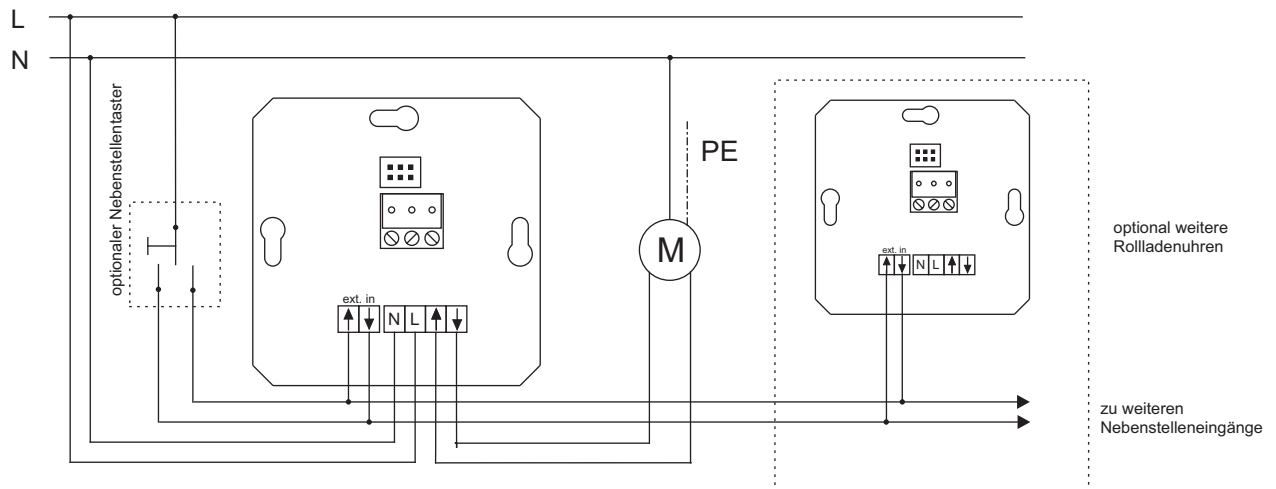 L
N
optionaler Nebenstellentaster
ext. in
N L
M
PE
ext. in
N L
optional weitere
Rollladenuhren
zu weiteren
Nebenstelleneingänge